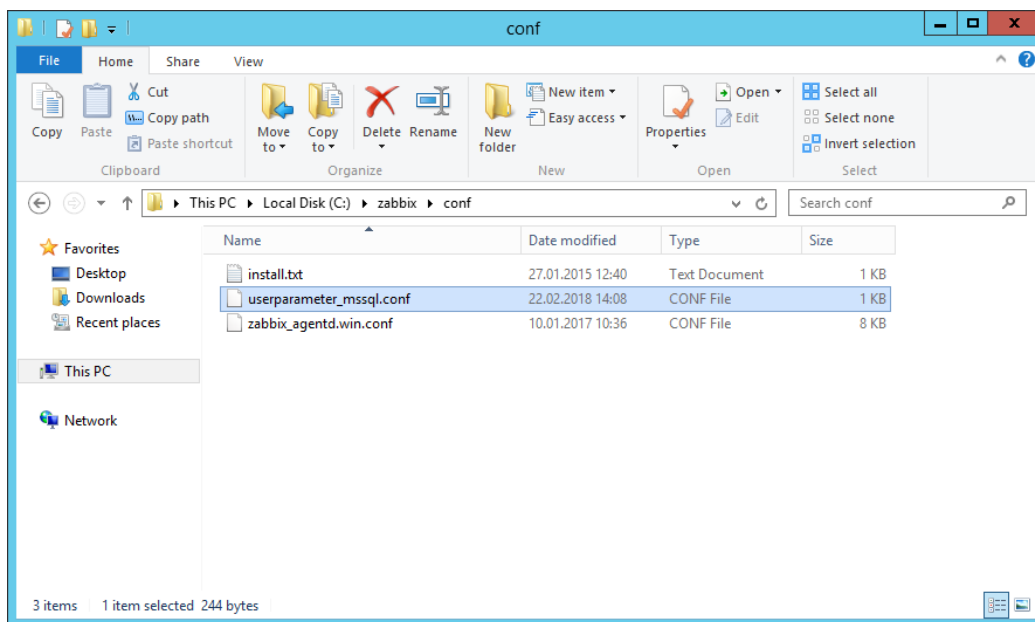 conf
File Home Share View
Copy
Paste
Cut
Copy path
Paste shortcut
Clipboard
Move to
Copy to
Delete
Rename
Organize
New folder
New item
Easy access
New
Properties
Open
Edit
Open
Select all
Select none
Invert selection
Select
This PC Local Disk (C:) zabbix conf
Search conf
Favorites
Desktop
Downloads
Recent places
This PC
Network
Name Date modified Type Size
install.txt 27.01.2015 12:40 Text Document 1 KB
userparameter_mssql.conf 22.02.2018 14:08 CONF File 1 KB
zabbix_agentd.win.conf 10.01.2017 10:36 CONF File 8 KB
3 items 1 item selected 244 bytes